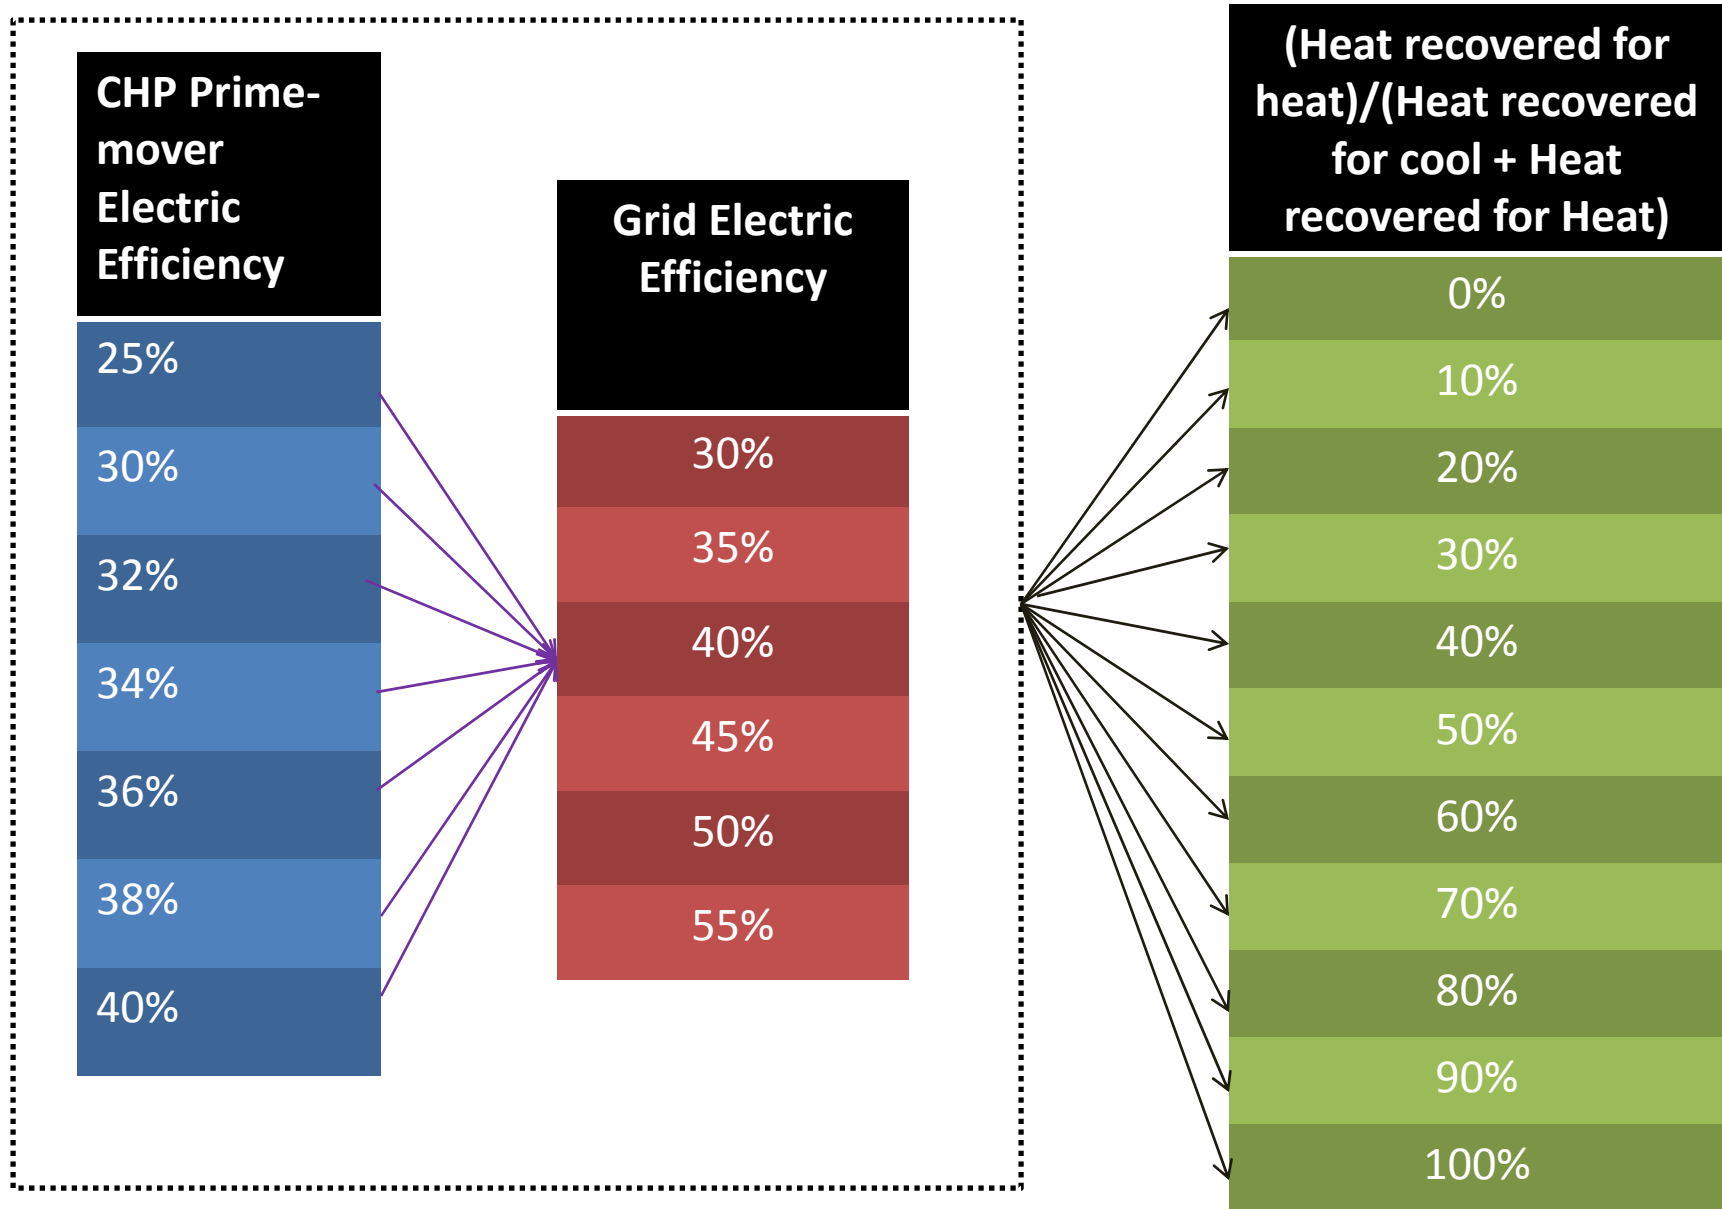 CHP Prime-
mover
Electric
Efficiency
25%
30%
32%
34%
36%
38%
40%
Grid Electric
Efficiency
30%
35%
40%
45%
50%
55%
(Heat recovered for
heat)/(Heat recovered
for cool + Heat
recovered for Heat)
0%
10%
20%
30%
40%
50%
60%
70%
80%
90%
100%